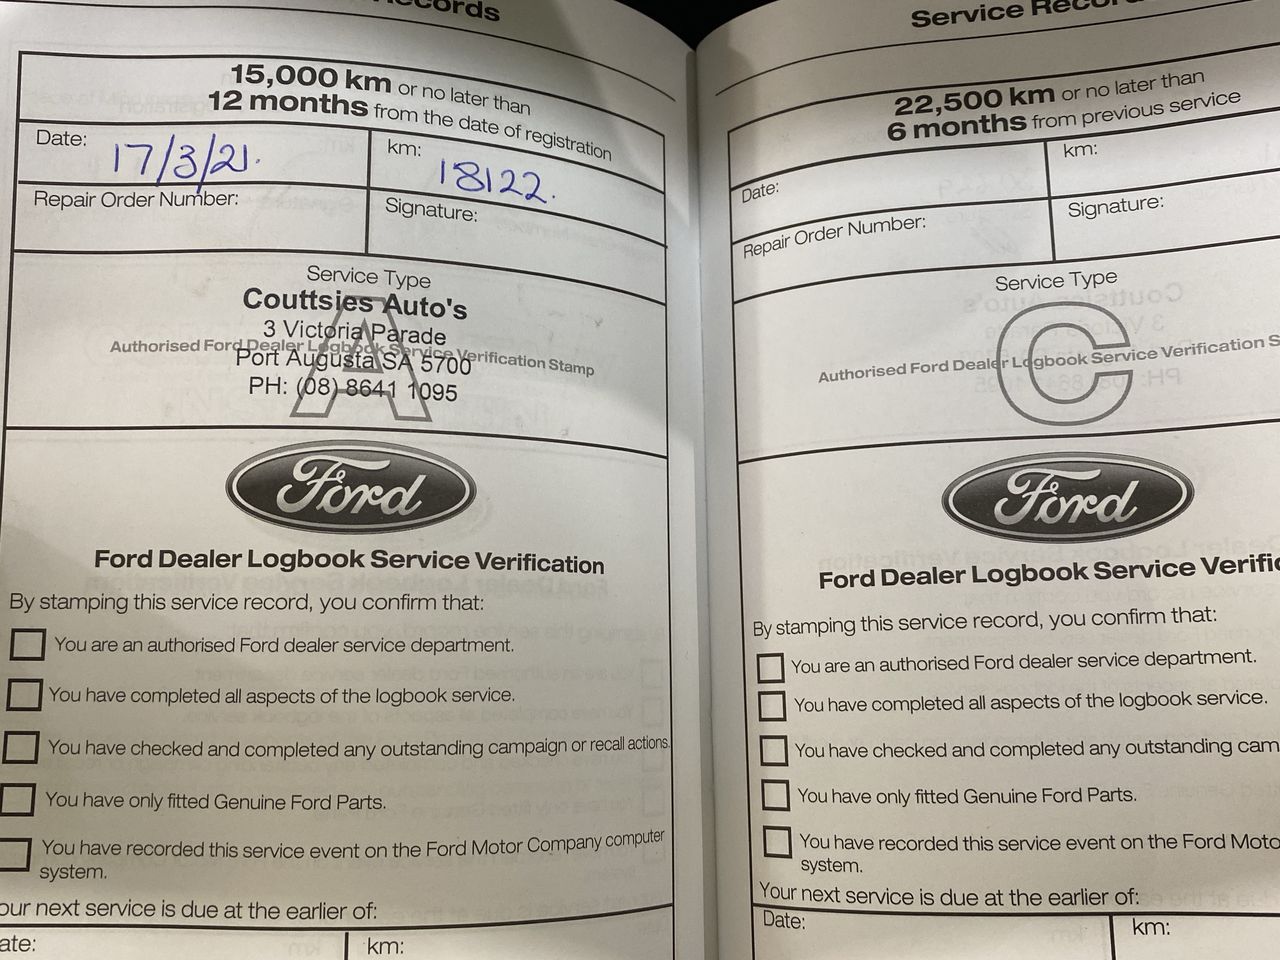 Records
15,000 km or no later than
12 months from the date of registration
Date: 17/3/21.
km: 18122.
Repair Order Number:
Signature:
Service Type
A
Couttsies Auto's
3 Victoria Parade
Authorised Ford Dealer Logbook Service Verification Stamp
Port Augusta SA 5700
PH: (08) 8641 1095
Ford
Ford Dealer Logbook Service Verification
By stamping this service record, you confirm that:
You are an authorised Ford dealer service department.
You have completed all aspects of the logbook service.
You have checked and completed any outstanding campaign or recall actions.
You have only fitted Genuine Ford Parts.
You have recorded this service event on the Ford Motor Company computer
system.
our next service is due at the earlier of:
ate:
km:
Service Recor
22,500 km or no later than
6 months from previous service
Date:
km:
Repair Order Number:
Signature:
Service Type
C
Authorised Ford Dealer Logbook Service Verification S
Ford
Ford Dealer Logbook Service Verific
By stamping this service record, you confirm that:
You are an authorised Ford dealer service department.
You have completed all aspects of the logbook service.
You have checked and completed any outstanding cam
You have only fitted Genuine Ford Parts.
You have recorded this service event on the Ford Moto
system.
Your next service is due at the earlier of:
Date:
km: